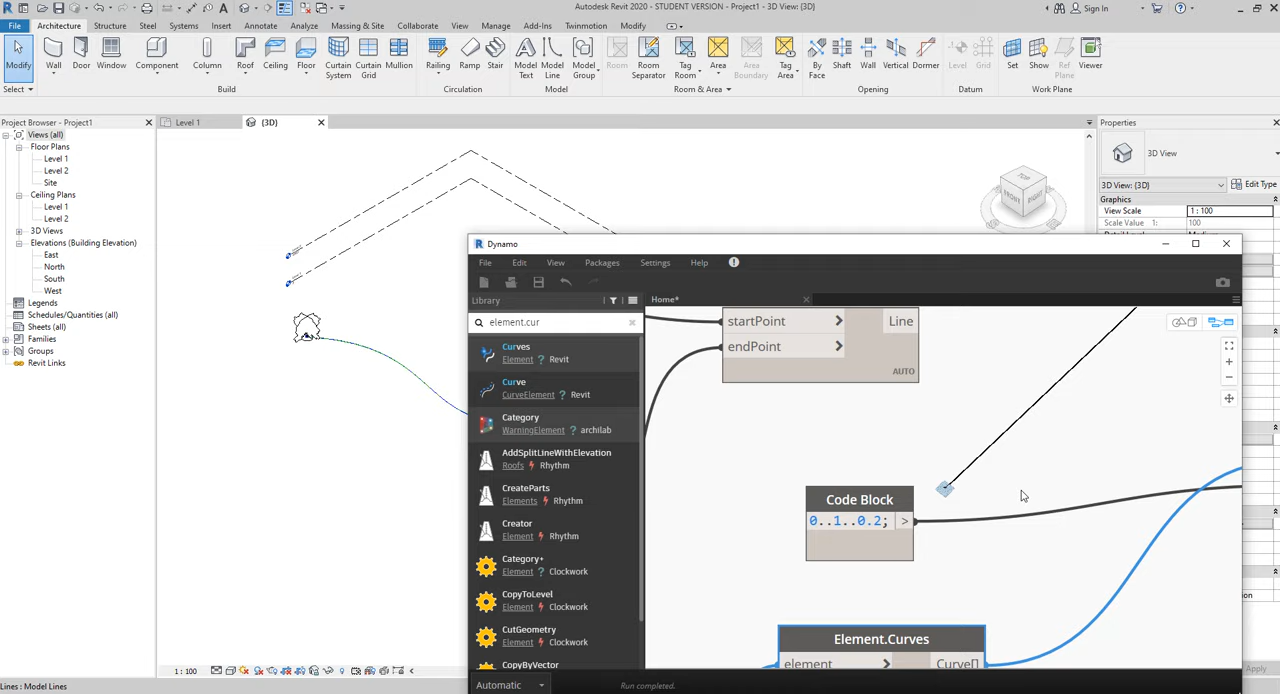 Autodesk Revit 2020 - STUDENT VERSION - Project1 - 3D View: {3D}
Sign In
File Architecture Structure Steel Systems Insert Annotate Analyze Massing & Site Collaborate View Manage Add-Ins Twinmotion Modify
Modify Wall Door Window Component Column Roof Ceiling Floor Curtain System Curtain Grid Mullion Railing Ramp Stair Model Text Model Line Model Group Room Room Separator Area Area Boundary Tag Room Tag Area By Face Shaft Wall Vertical Dormer Level Grid Set Show Ref Plane Viewer
Select Build Circulation Model Room & Area Opening Datum Work Plane
Project Browser - Project1
Level 1
{3D}
Properties
Views (all)
Floor Plans
Level 1
Level 2
Site
Ceiling Plans
Level 1
Level 2
3D Views
Elevations (Building Elevation)
East
North
South
West
Legends
Schedules/Quantities (all)
Sheets (all)
Families
Groups
Revit Links
TOP
FRONT
RIGHT
3D View
3D View: {3D}
Edit Type
Graphics
View Scale
1 : 100
Scale Value 1:
100
Dynamo
File Edit View Packages Settings Help
Library
Home*
element.cur
Curves
Element ? Revit
Curve
CurveElement ? Revit
Category
WarningElement ? archilab
AddSplitLineWithElevation
Roofs Rhythm
CreateParts
Elements Rhythm
Creator
Element Rhythm
Category+
Element ? Clockwork
CopyToLevel
Element Clockwork
CutGeometry
Element Clockwork
CopyByVector
startPoint > Line
endPoint >
AUTO
Code Block
0..1..0.2; >
Element.Curves
element > Curve[]
Automatic
Run completed.
1 : 100
Lines : Model Lines
Apply